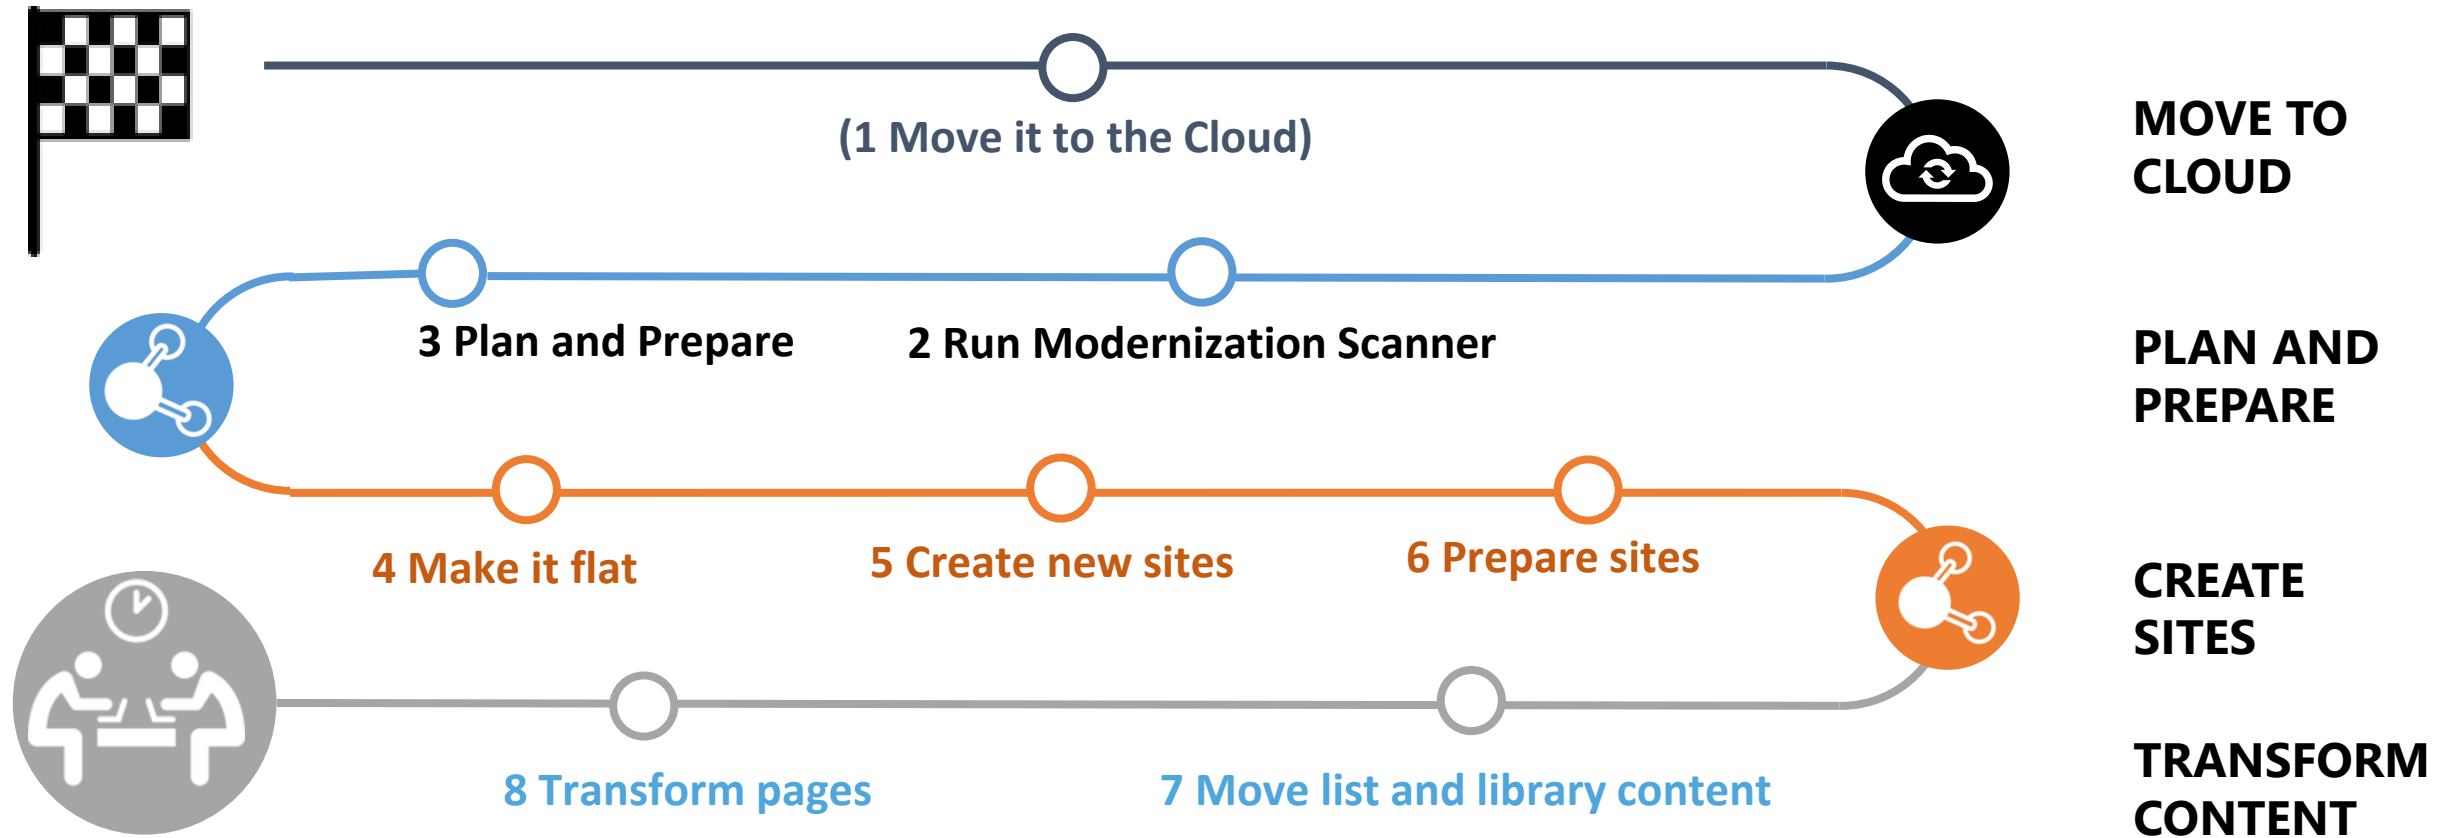 (1 Move it to the Cloud)
MOVE TO
CLOUD
3 Plan and Prepare
2 Run Modernization Scanner
PLAN AND
PREPARE
4 Make it flat
5 Create new sites
6 Prepare sites
CREATE
SITES
8 Transform pages
7 Move list and library content
TRANSFORM
CONTENT